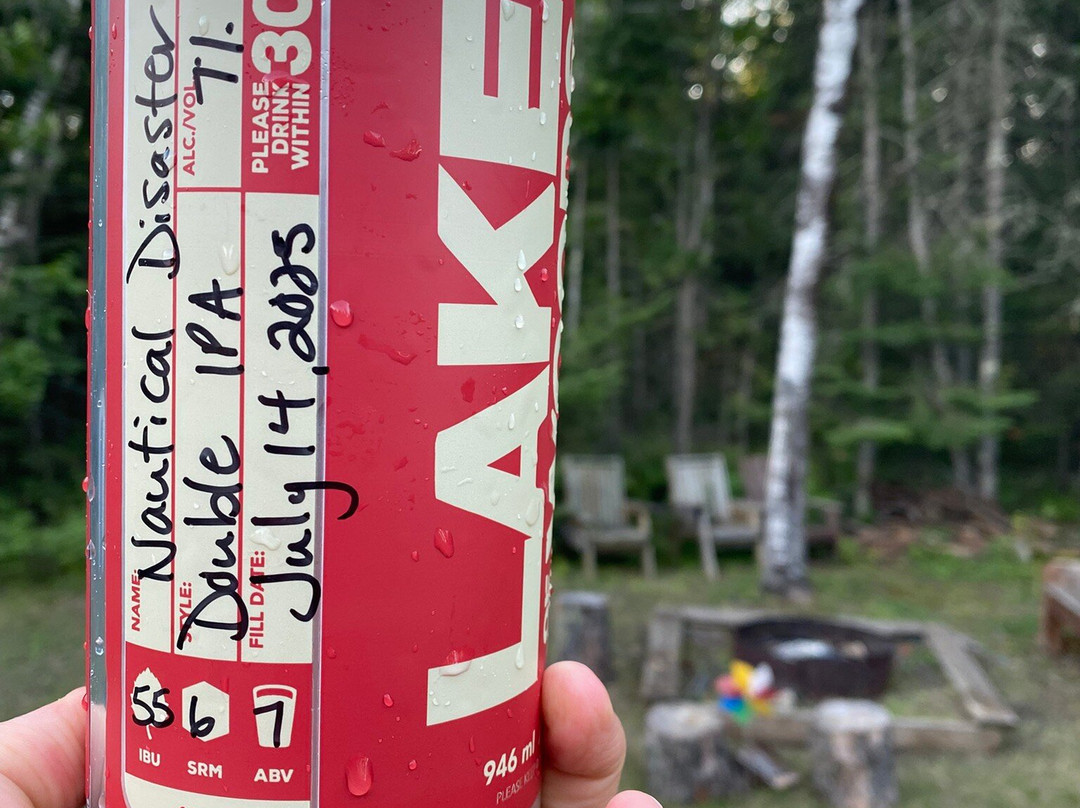 NAME: Nautical Disaster
STYLE: Double IPA
ALC./VOL. 7%
FILL DATE: July 14, 2025
PLEASE DRINK WITHIN 30
55 IBU
6 SRM
7 ABV
LAKE
946 ml